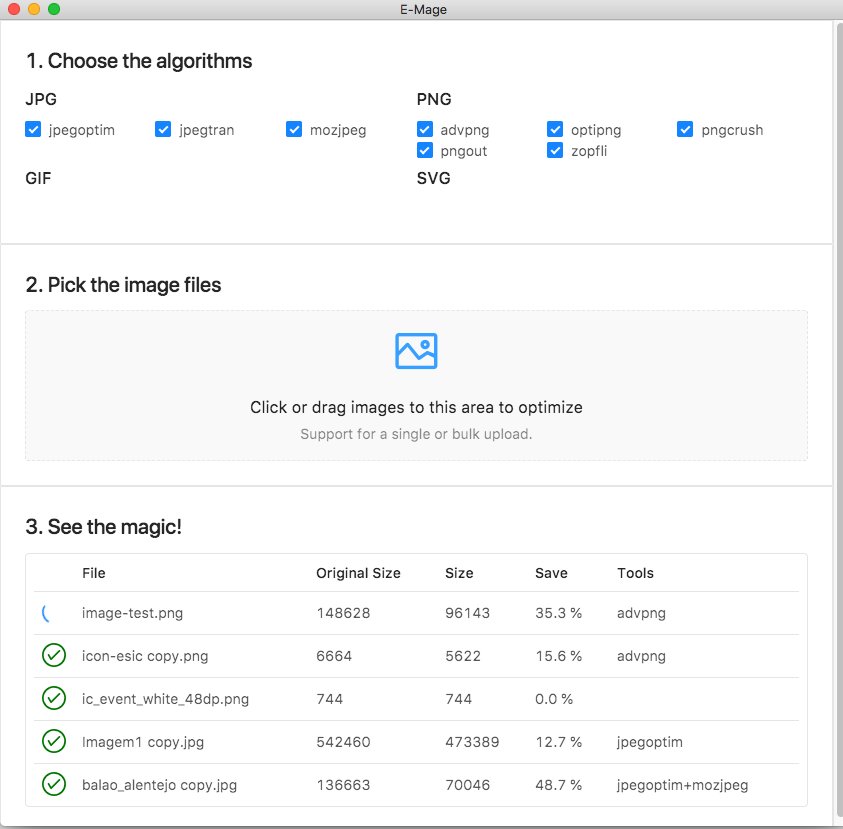 E-Mage
1. Choose the algorithms
JPG
jpegoptim jpegtran mozjpeg
PNG
advpng optipng pngcrush
pngout zopfli
GIF
SVG
2. Pick the image files
Click or drag images to this area to optimize
Support for a single or bulk upload.
3. See the magic!
File Original Size Size Save Tools
image-test.png 148628 96143 35.3 % advpng
icon-esic copy.png 6664 5622 15.6 % advpng
ic_event_white_48dp.png 744 744 0.0 %
Imagem1 copy.jpg 542460 473389 12.7 % jpegoptim
balao_alentejo copy.jpg 136663 70046 48.7 % jpegoptim+mozjpeg